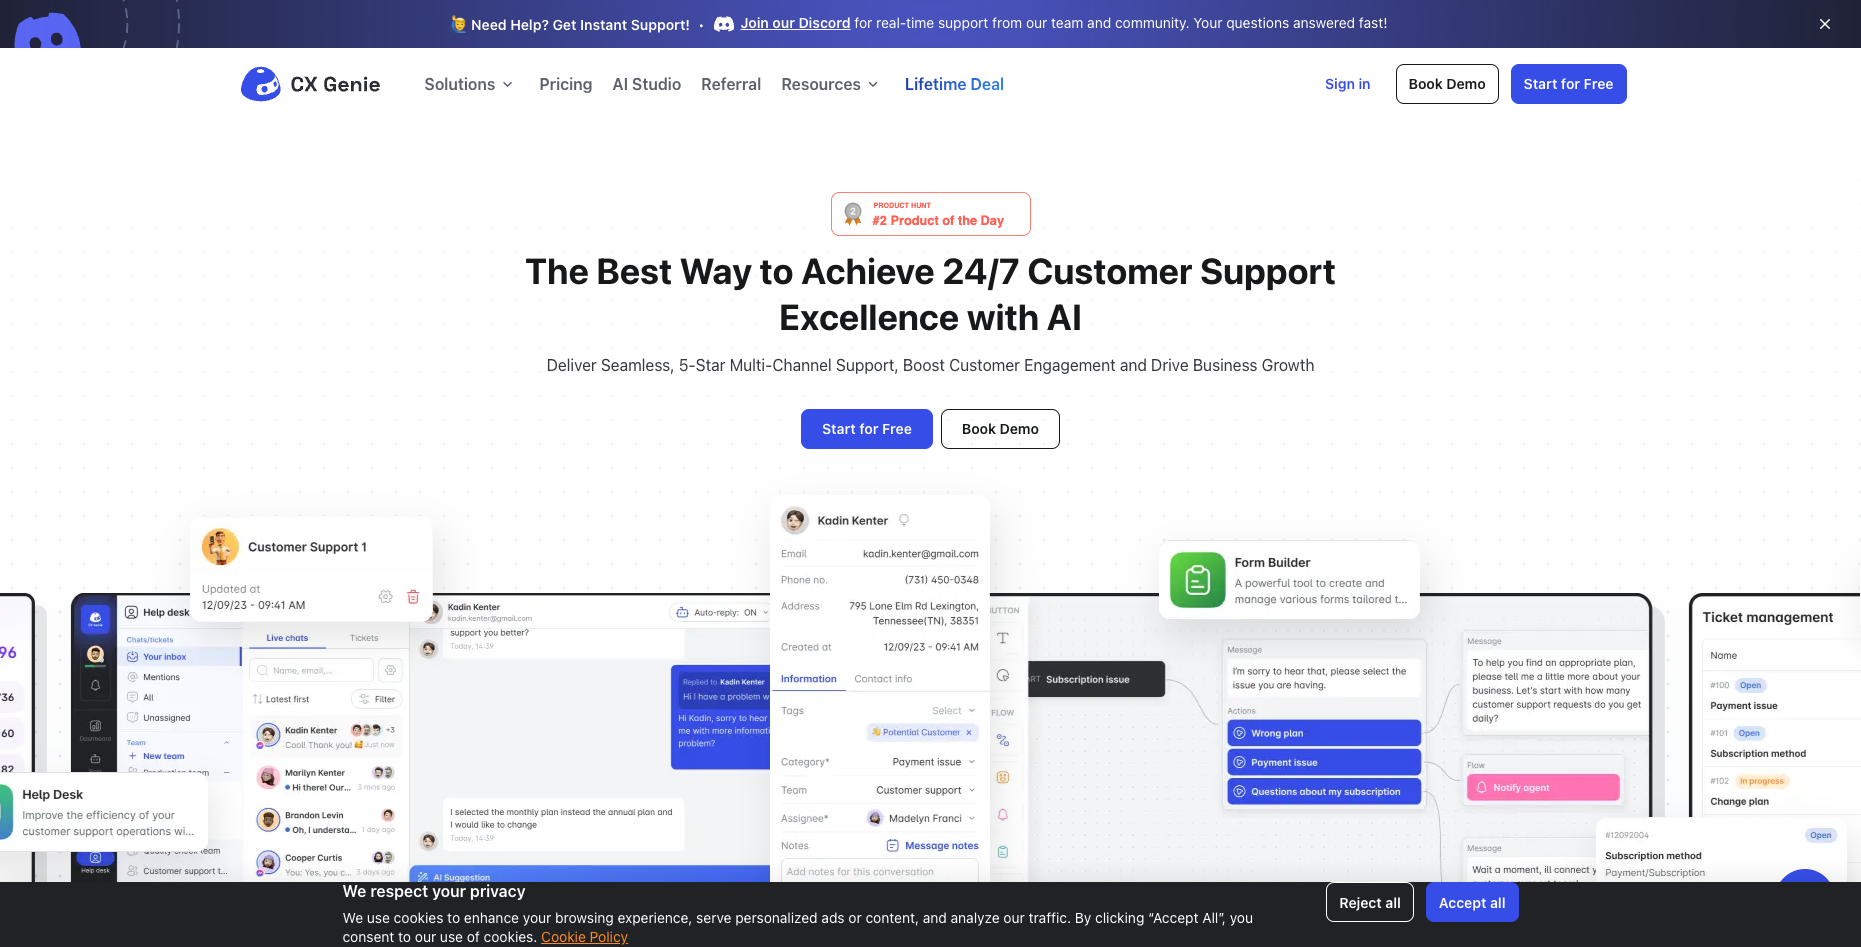 Need Help? Get Instant Support! • Join our Discord for real-time support from our team and community. Your questions answered fast!
CX Genie
Solutions
Pricing
AI Studio
Referral
Resources
Lifetime Deal
Sign in
Book Demo
Start for Free
2
PRODUCT HUNT
#2 Product of the Day
The Best Way to Achieve 24/7 Customer Support
Excellence with AI
Deliver Seamless, 5-Star Multi-Channel Support, Boost Customer Engagement and Drive Business Growth
Start for Free
Book Demo
96
736
60
82
Help Desk
Improve the efficiency of your
customer support operations wi...
Customer Support 1
Updated at
12/09/23 - 09:41 AM
CX Genie
Dashboard
Help desk
Help desk
Chats/tickets
Your inbox
Mentions
All
Unassigned
Team
New team
Production team
Quality check team
Customer support t...
Live chats
Tickets
Name, email,...
Latest first
Filter
Kadin Kenter
+3
Cool! Thank you! 🥰 Just now
Marilyn Kenter
Hi there! Our... 3 mins ago
Brandon Levin
Oh, I understa... 1 day ago
Cooper Curtis
You: Yes, you c... 3 days ago
Kadin Kenter
kadin.kenter@gmail.com
Auto-reply: ON
support you better?
Today, 14:39
Replied to Kadin Kenter
Hi I have a problem w
Hi Kadin, sorry to hear
me with more informati
problem?
I selected the monthly plan instead the annual plan and
I would like to change
Today, 14:39
AI Suggestion
Kadin Kenter
Email kadin.kenter@gmail.com
Phone no. (731) 450-0348
Address 795 Lone Elm Rd Lexington,
Tennessee(TN), 38351
Created at 12/09/23 - 09:41 AM
Information
Contact info
Tags Select
👋 Potential Customer ×
Category* Payment issue
Team Customer support
Assignee* Madelyn Franci
Notes Message notes
Add notes for this conversation
BUTTON
FLOW
RT Subscription issue
Form Builder
A powerful tool to create and
manage various forms tailored t...
Message
I'm sorry to hear that, please select the
issue you are having.
Actions
Wrong plan
Payment issue
Questions about my subscription
Message
To help you find an appropriate plan,
please tell me a little more about your
business. Let's start with how many
customer support requests do you get
daily?
Flow
Notify agent
Message
Wait a moment, ill connect y
Ticket management
Name
#100 Open
Payment issue
#101 Open
Subscription method
#102 In progress
Change plan
#12092004 Open
Subscription method
Payment/Subscription
We respect your privacy
We use cookies to enhance your browsing experience, serve personalized ads or content, and analyze our traffic. By clicking “Accept All”, you
consent to our use of cookies. Cookie Policy
Reject all
Accept all